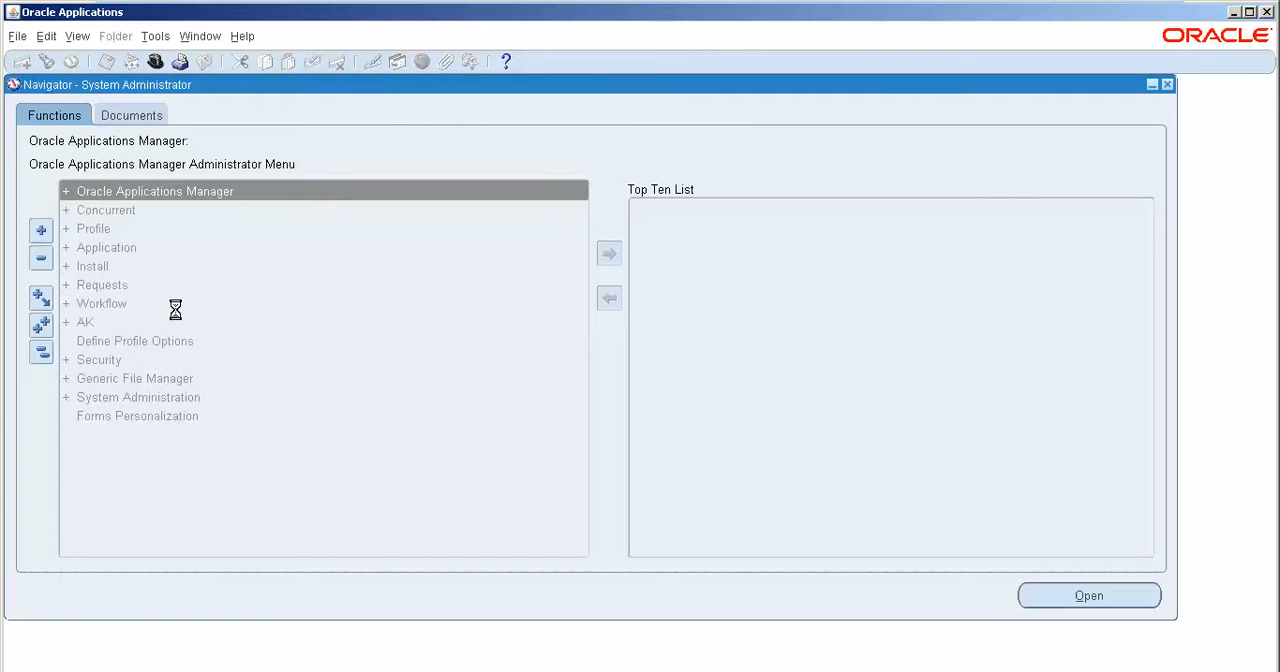 Oracle Applications
File Edit View Folder Tools Window Help
ORACLE
Navigator - System Administrator
Functions Documents
Oracle Applications Manager:
Oracle Applications Manager Administrator Menu
Top Ten List
+ Oracle Applications Manager
+ Concurrent
+ Profile
+ Application
+ Install
+ Requests
+ Workflow
+ AK
Define Profile Options
+ Security
+ Generic File Manager
+ System Administration
Forms Personalization
Open